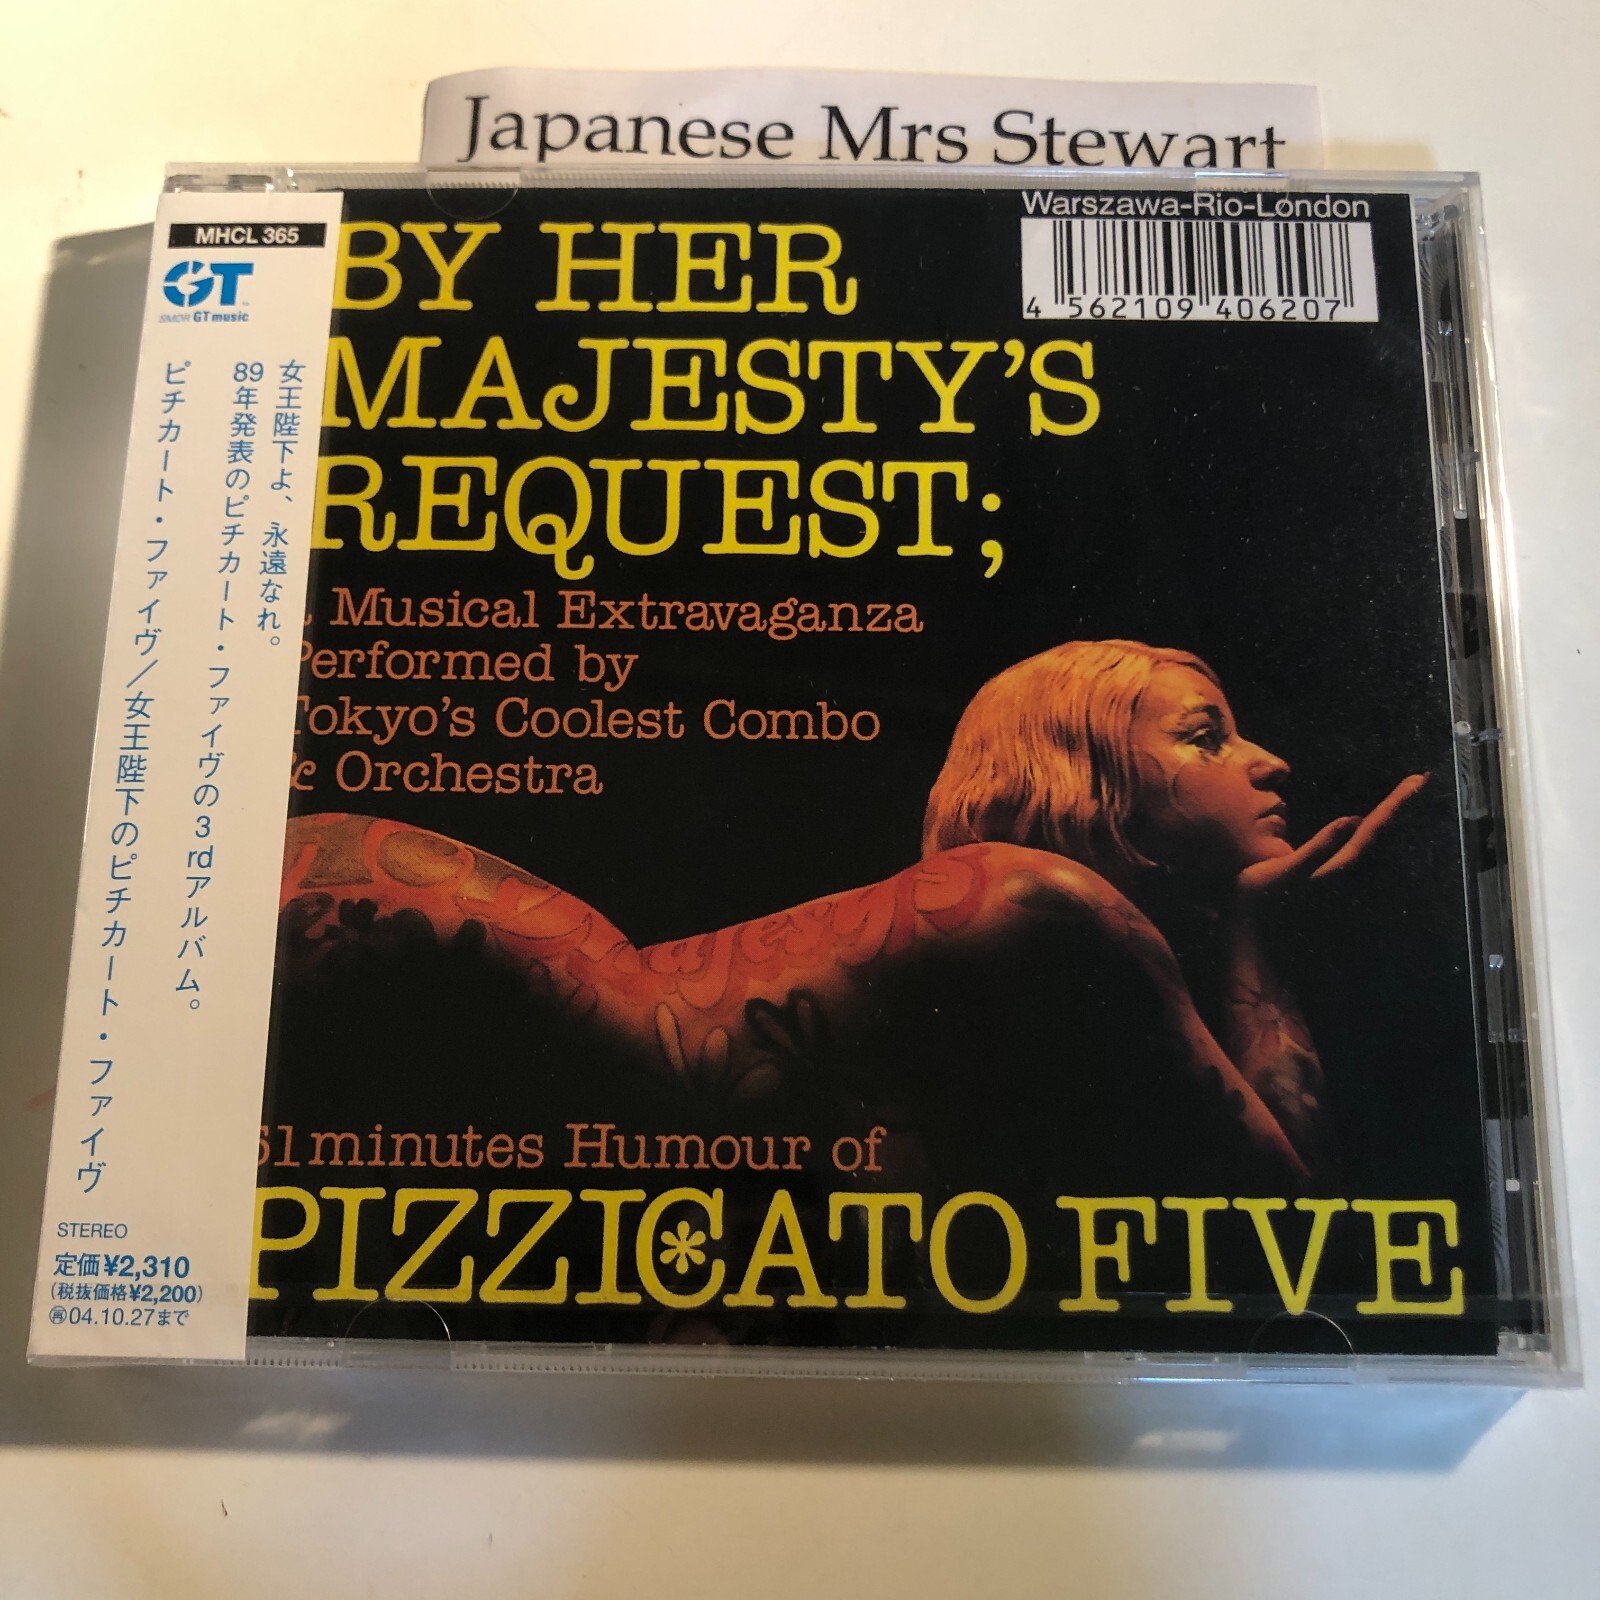 Japanese Mrs Stewart
MHCL 365
GT
SMDR GT music
女王陛下よ、永遠なれ。
89年発表のピチカート・ファイヴの3rdアルバム。
ピチカート・ファイヴ／女王陛下のピチカート・ファイヴ
STEREO
定価¥2,310
(税抜価格¥2,200)
再04.10.27まで
Warszawa-Rio-London
4 562109 406207
BY HER
MAJESTY'S
REQUEST;
Musical Extravaganza
Performed by
Tokyo's Coolest Combo
& Orchestra
51minutes Humour of
PIZZICATO FIVE